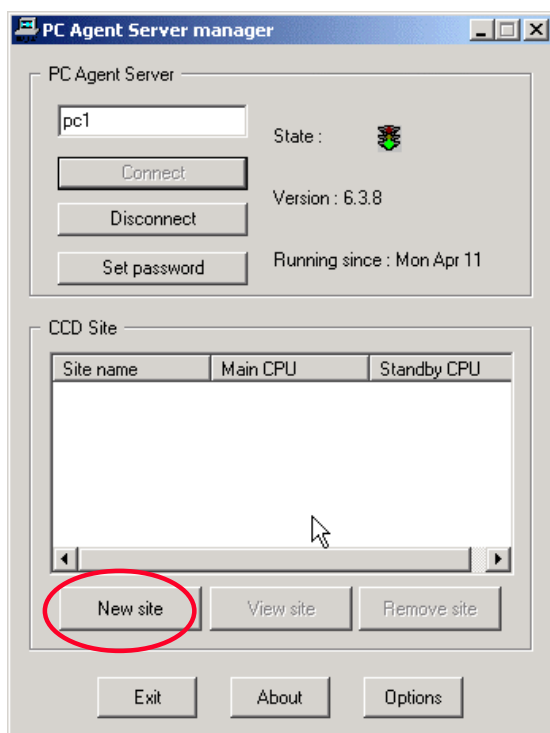 PC Agent Server manager
PC Agent Server
pc1
State :
Connect
Version : 6.3.8
Disconnect
Running since : Mon Apr 11
Set password
CCD Site
Site name Main CPU Standby CPU
New site View site Remove site
Exit About Options